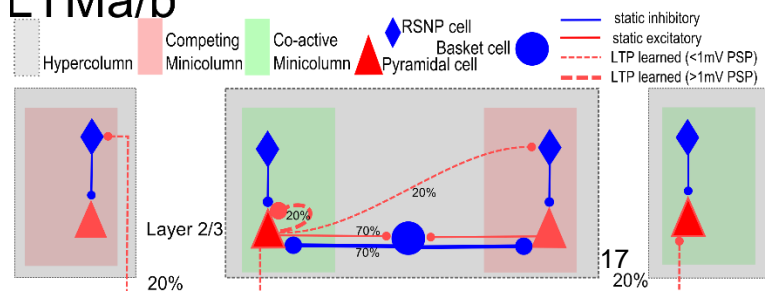 LTMa/b
Hypercolumn
Competing
Minicolumn
Co-active
Minicolumn
RSNP cell
Pyramidal cell
Basket cell
static inhibitory
static excitatory
LTP learned (<1mV PSP)
LTP learned (>1mV PSP)
Layer 2/3
20%
20%
20%
70%
70%
17
20%